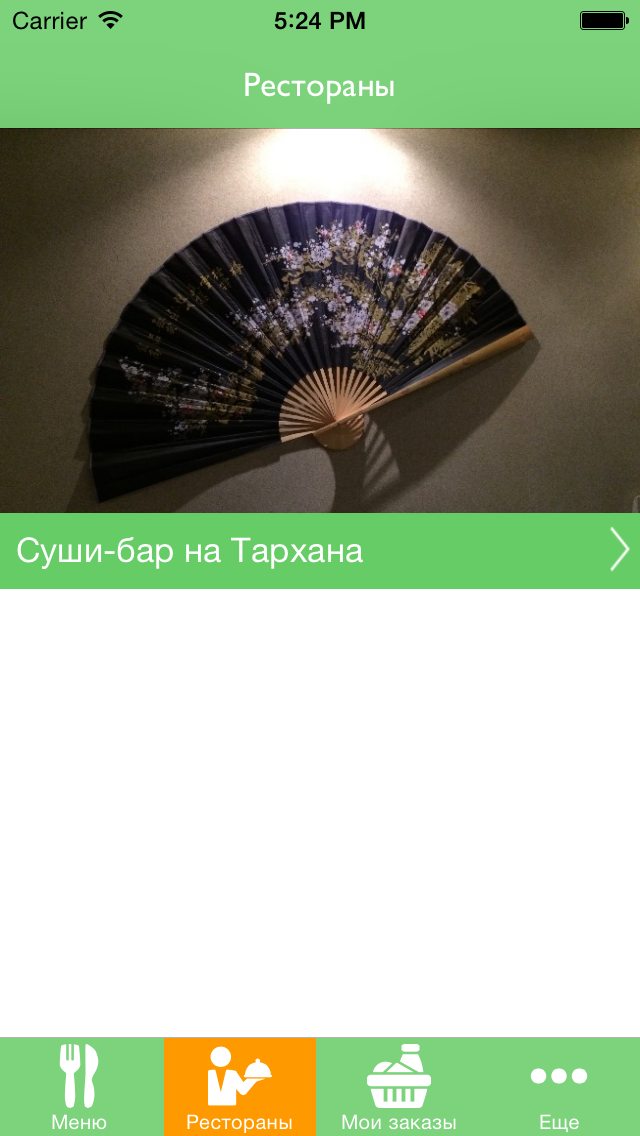 Carrier 5:24 PM
Рестораны
Суши-бар на Тархана
Меню Рестораны Мои заказы Еще